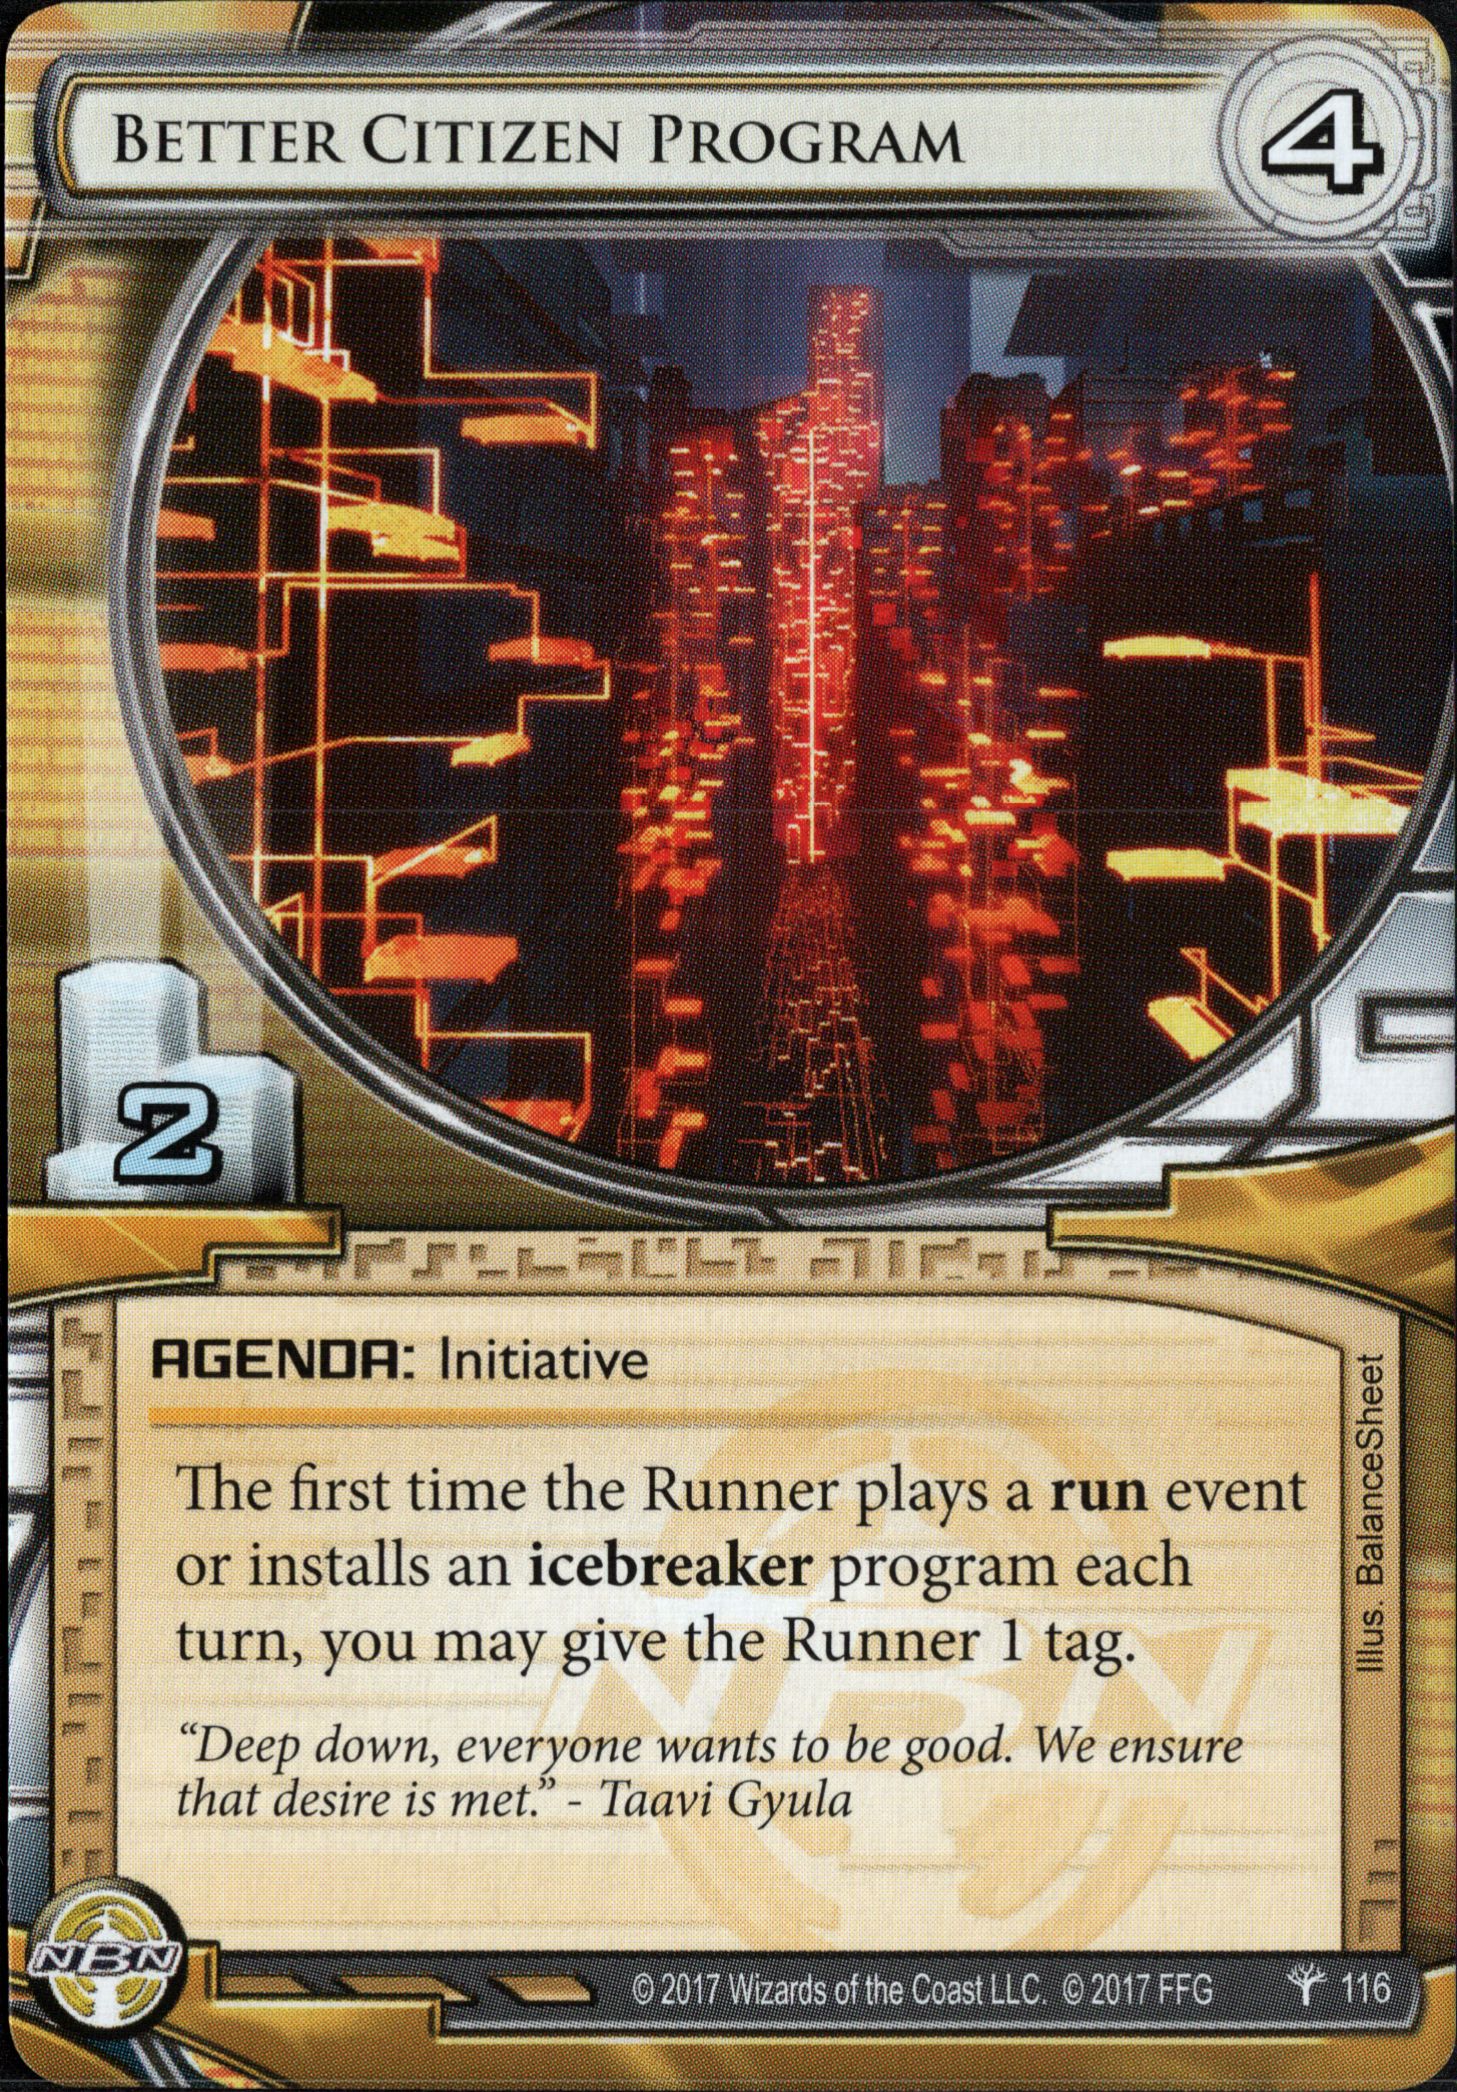 BETTER CITIZEN PROGRAM
4
2
AGENDA: Initiative
The first time the Runner plays a run event
or installs an icebreaker program each
turn, you may give the Runner 1 tag.
“Deep down, everyone wants to be good. We ensure
that desire is met.” - Taavi Gyula
Illus. BalanceSheet
NBN
NBN
© 2017 Wizards of the Coast LLC. © 2017 FFG
116